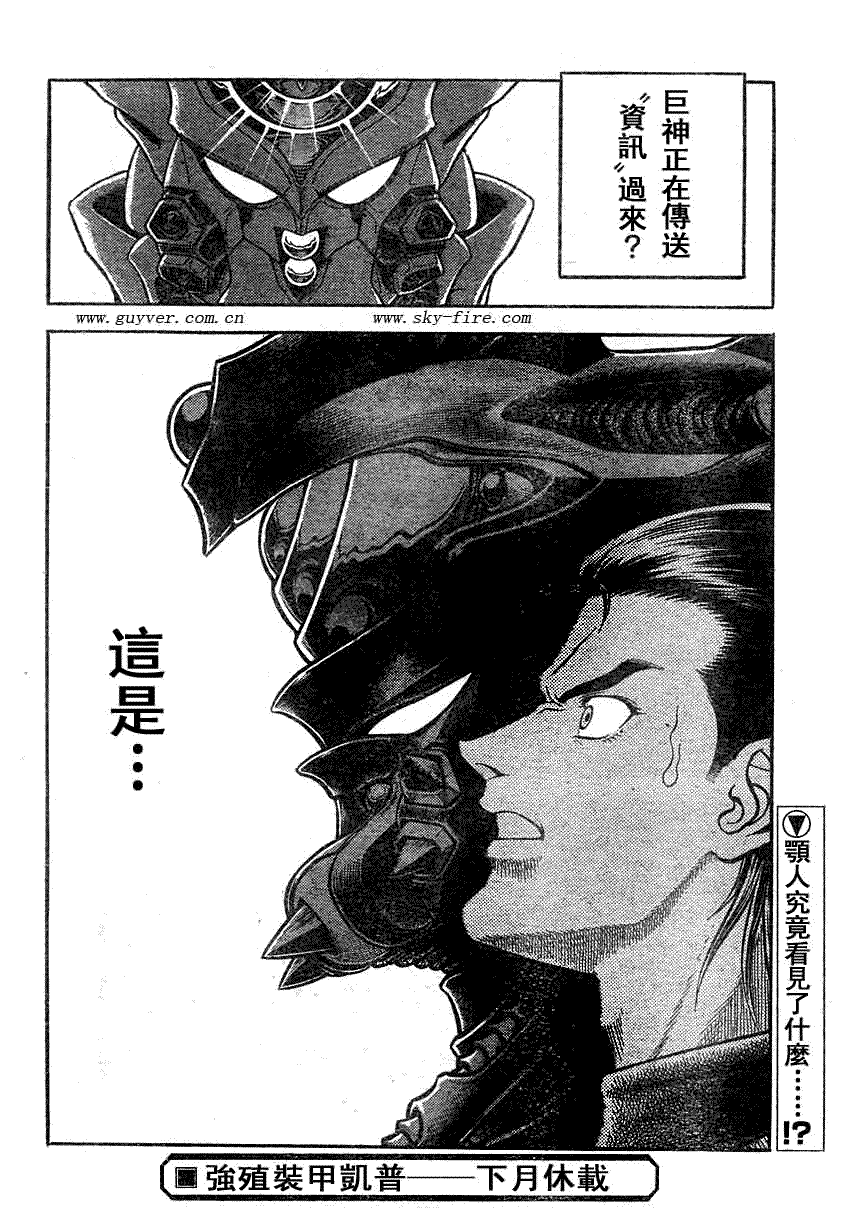 巨神正在傳送
〝資訊〞過來？
www.guyver.com.cn
www.sky-fire.com
這是…
顎人究竟看見了什麼……!?
強殖裝甲凱普——下月休載